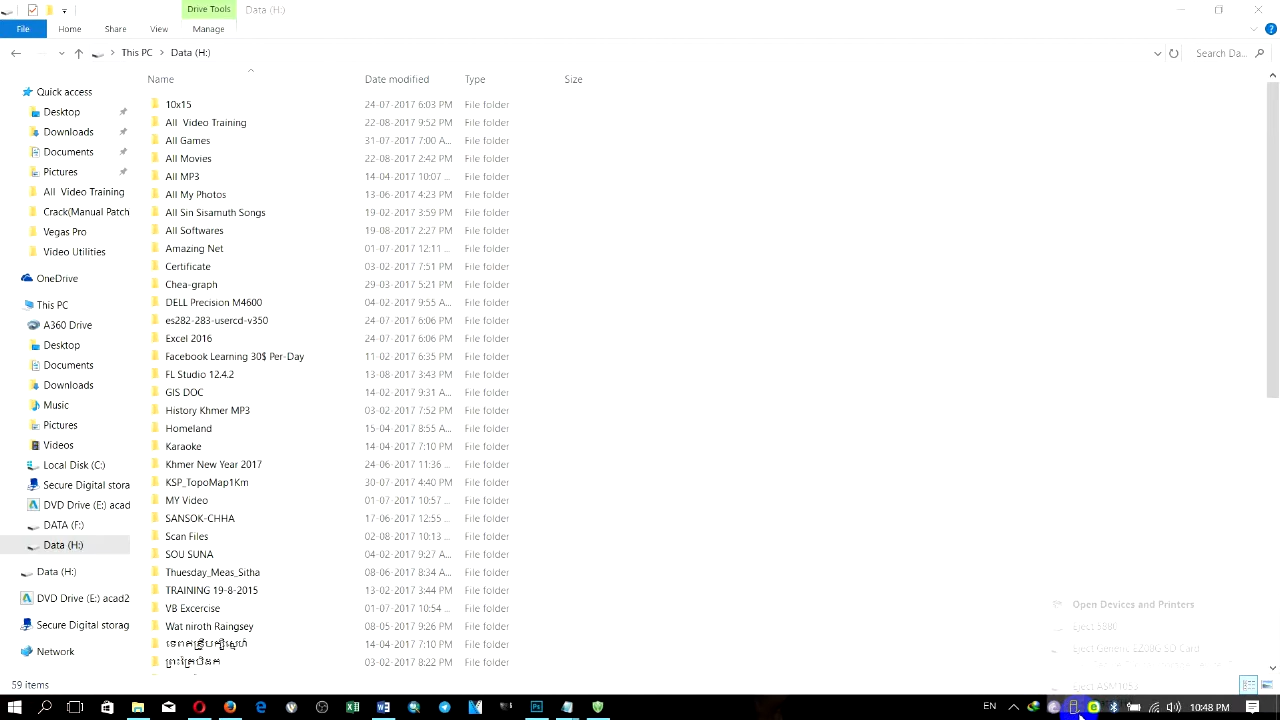 Drive Tools Data (H:)
File Home Share View Manage
This PC Data (H:) Search Da...
Name Date modified Type Size
Quick access
Desktop
Downloads
Documents
Pictures
All Video Training
Crack(Manual Patch
Vegas Pro
Video Utilities
OneDrive
This PC
A360 Drive
Desktop
Documents
Downloads
Music
Pictures
Videos
Local Disk (C:)
Secure Digital stora
DVD Drive (E:) acad
DATA (F:)
Data (H:)
Data (H:)
DVD Drive (E:) acad2
Secure Digital storag
Network
10x15 24-07-2017 6:03 PM File folder
All Video Training 22-08-2017 9:52 PM File folder
All Games 31-07-2017 7:00 A... File folder
All Movies 22-08-2017 2:42 PM File folder
All MP3 14-04-2017 10:07 ... File folder
All My Photos 13-06-2017 4:23 PM File folder
All Sin Sisamuth Songs 19-02-2017 3:59 PM File folder
All Softwares 19-08-2017 2:27 PM File folder
Amazing Net 01-07-2017 12:11 ... File folder
Certificate 03-02-2017 7:51 PM File folder
Chea-graph 29-03-2017 5:21 PM File folder
DELL Precision M4600 04-02-2017 9:55 A... File folder
es282-283-usercd-v350 24-07-2017 6:06 PM File folder
Excel 2016 24-07-2017 6:06 PM File folder
Facebook Learning 30$ Per-Day 11-02-2017 6:35 PM File folder
FL Studio 12.4.2 13-08-2017 3:43 PM File folder
GIS DOC 14-02-2017 9:31 A... File folder
History Khmer MP3 03-02-2017 7:52 PM File folder
Homeland 15-04-2017 8:55 A... File folder
Karaoke 14-04-2017 7:10 PM File folder
Khmer New Year 2017 24-06-2017 11:36 ... File folder
KSP_TopoMap1Km 30-07-2017 4:40 PM File folder
MY Video 01-07-2017 10:57 ... File folder
SANSOK-CHHA 17-06-2017 12:55 ... File folder
Scan Files 02-08-2017 10:13 ... File folder
SOU SUNA 04-02-2017 9:27 A... File folder
Thuesday_Meas_Sitha 08-06-2017 8:34 A... File folder
TRAINING 19-8-2015 13-02-2017 3:44 PM File folder
VB Excercise 01-07-2017 10:54 ... File folder
Wat niroth Raingsey 08-05-2017 9:26 PM File folder
14-04-2017 7:10 PM File folder
03-02-2017 8:22 PM File folder
Open Devices and Printers
Eject 5580
Eject Generic E200G SD Card
Eject ASM1053
59 items
EN 10:48 PM